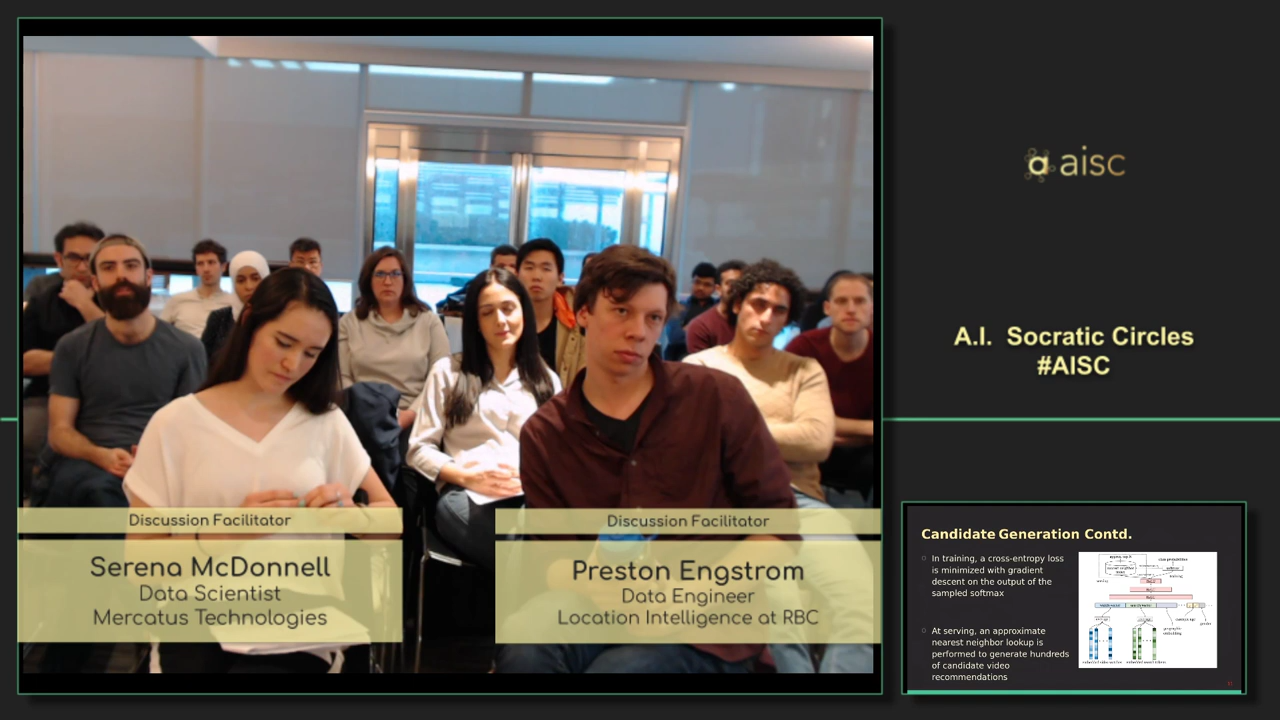 aisc
A.I. Socratic Circles
#AISC
Discussion Facilitator
Serena McDonnell
Data Scientist
Mercatus Technologies
Discussion Facilitator
Preston Engstrom
Data Engineer
Location Intelligence at RBC
Candidate Generation Contd.
In training, a cross-entropy loss
is minimized with gradient
descent on the output of the
sampled softmax
At serving, an approximate
nearest neighbor lookup is
performed to generate hundreds
of candidate video
recommendations